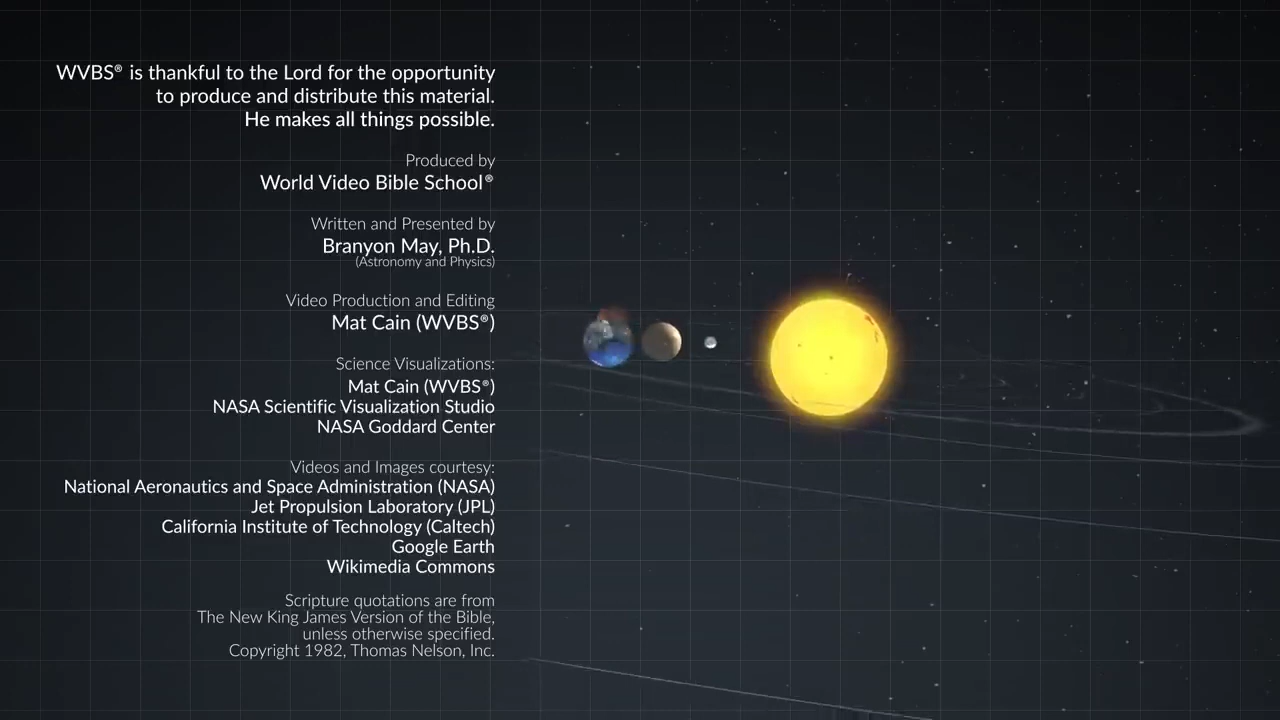 WVBS® is thankful to the Lord for the opportunity
to produce and distribute this material.
He makes all things possible.
Produced by
World Video Bible School®
Written and Presented by
Branyon May, Ph.D.
(Astronomy and Physics)
Video Production and Editing
Mat Cain (WVBS®)
Science Visualizations:
Mat Cain (WVBS®)
NASA Scientific Visualization Studio
NASA Goddard Center
Videos and Images courtesy:
National Aeronautics and Space Administration (NASA)
Jet Propulsion Laboratory (JPL)
California Institute of Technology (Caltech)
Google Earth
Wikimedia Commons
Scripture quotations are from
The New King James Version of the Bible,
unless otherwise specified.
Copyright 1982, Thomas Nelson, Inc.